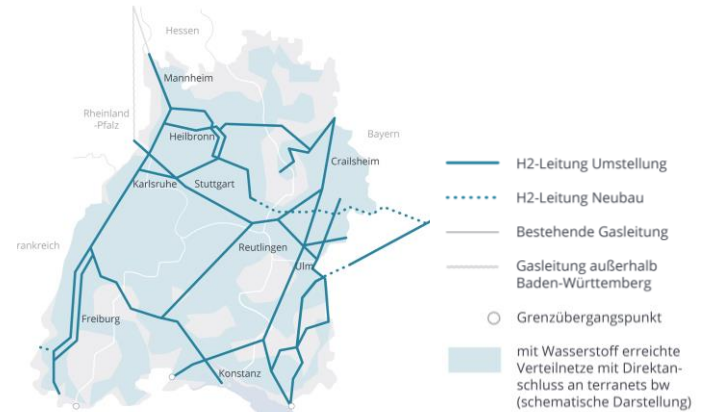 Hessen
Mannheim
Rheinland
-Pfalz
Heilbronn
Bayern
Crailsheim
Karlsruhe
Stuttgart
rankreich
Reutlingen
Ulm
Freiburg
Konstanz
H2-Leitung Umstellung
H2-Leitung Neubau
Bestehende Gasleitung
Gasleitung außerhalb
Baden-Württemberg
Grenzübergangspunkt
mit Wasserstoff erreichte
Verteilnetze mit Direktan-
schluss an terranets bw
(schematische Darstellung)